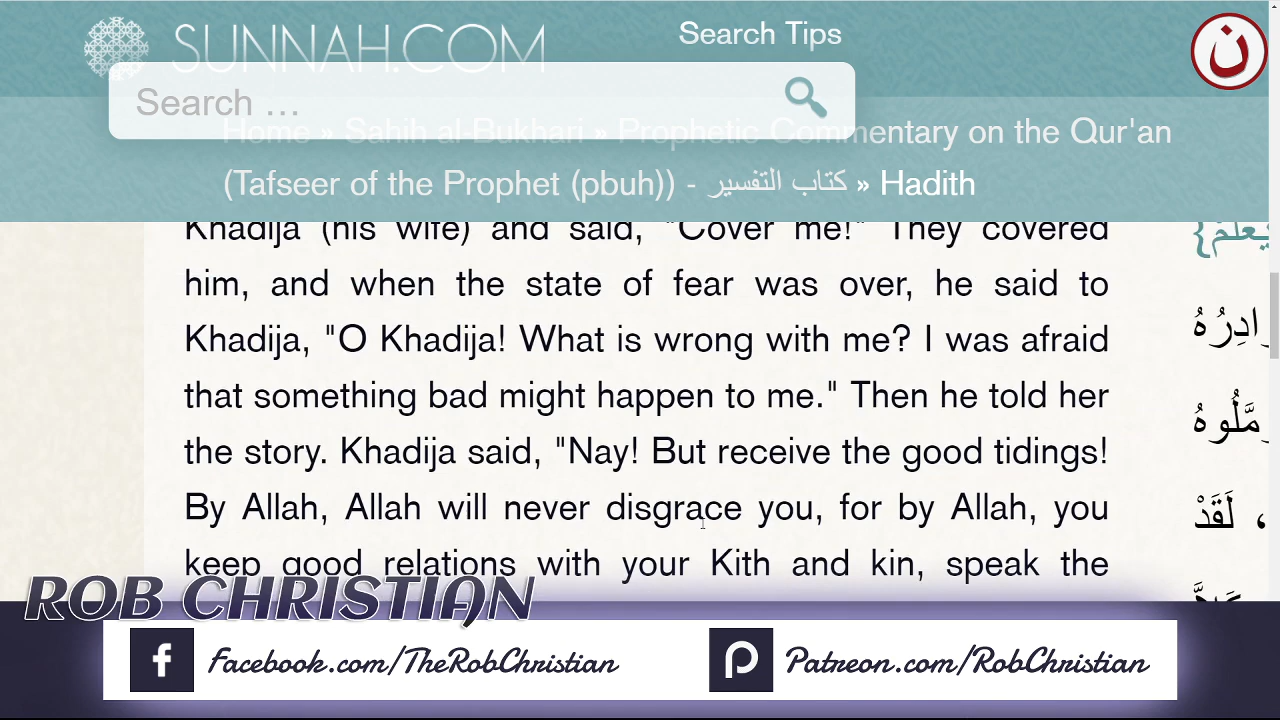 SUNNAH.COM
Search Tips
ن
Search ...
Home » Sahih al-Bukhari » Prophetic Commentary on the Qur'an
(Tafseer of the Prophet (pbuh)) - كتاب التفسير » Hadith
Khadija (his wife) and said, "Cover me!" They covered
him, and when the state of fear was over, he said to
Khadija, "O Khadija! What is wrong with me? I was afraid
that something bad might happen to me." Then he told her
the story. Khadija said, "Nay! But receive the good tidings!
By Allah, Allah will never disgrace you, for by Allah, you
keep good relations with your Kith and kin, speak the
، لَقَدْ
ROB CHRISTIAN
Facebook.com/TheRobChristian
Patreon.com/RobChristian